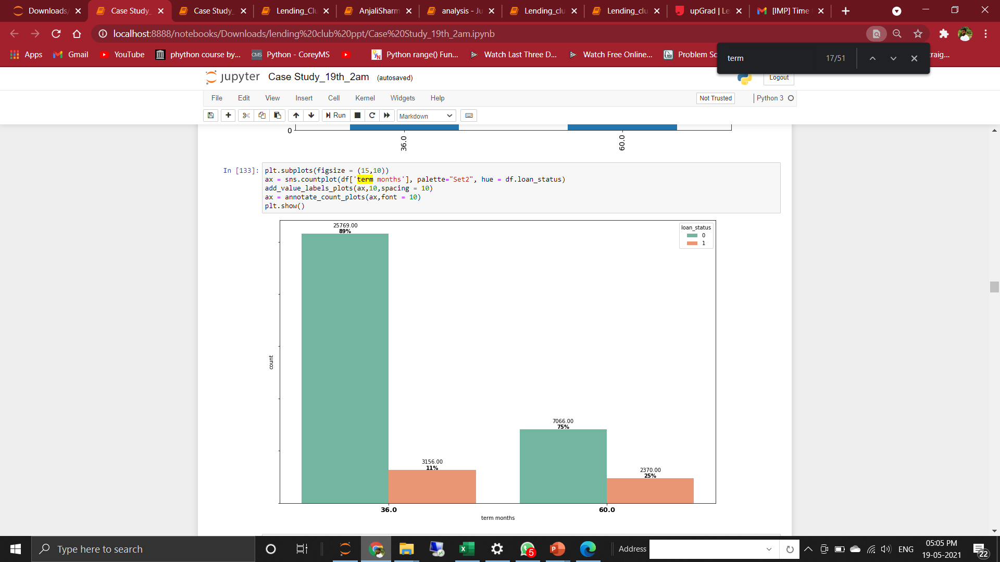 Downloads/
Case Study_
Case Study_
Lending_Clu
AnjaliSharm
analysis - Ju
Lending_clu
Lending_clu
upGrad | Le
[IMP] Time
localhost:8888/notebooks/Downloads/lending%20club%20ppt/Case%20Study_19th_2am.ipynb
Apps
Gmail
YouTube
phython course by...
CMS
Python - CoreyMS
Python range() Fun...
Watch Last Three D...
Watch Free Online...
Problem Sc
raig...
term
17/51
jupyter
Case Study_19th_2am
(autosaved)
Logout
File
Edit
View
Insert
Cell
Kernel
Widgets
Help
Not Trusted
Python 3
Run
Markdown
0
36.0
60.0
In [133]:
plt.subplots(figsize = (15,10))
ax = sns.countplot(df['term months'], palette="Set2", hue = df.loan_status)
add_value_labels_plots(ax,10,spacing = 10)
ax = annotate_count_plots(ax,font = 10)
plt.show()
25769.00
89%
loan_status
0
1
count
7066.00
75%
3156.00
11%
2370.00
25%
36.0
60.0
term months
Type here to search
5
Address
ENG
05:05 PM
19-05-2021
22